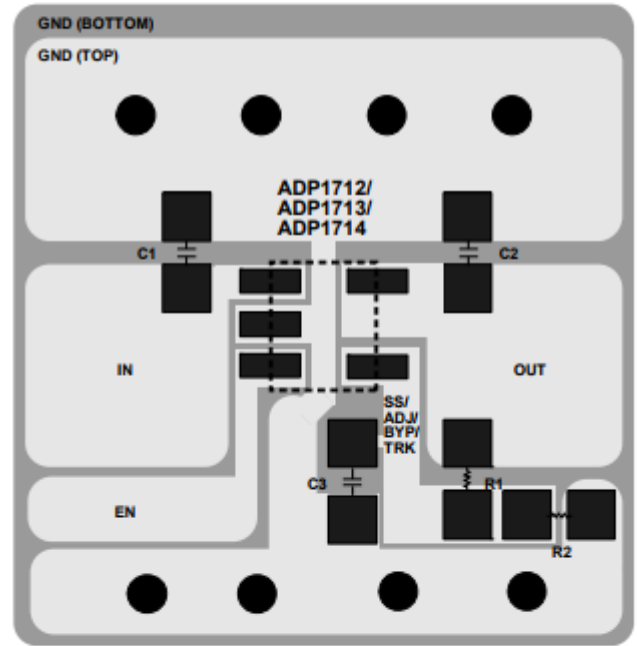 GND (BOTTOM)
GND (TOP)
ADP1712/
ADP1713/
ADP1714
C1
C2
IN
OUT
SS/
ADJ/
BYP/
TRK
C3
R1
EN
R2